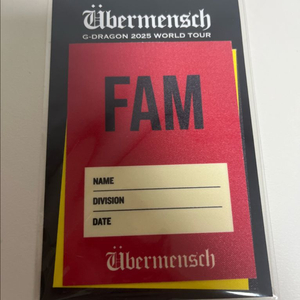 Übermensch
G-DRAGON 2025 WORLD TOUR
FAM
NAME
DIVISION
DATE
Übermensch